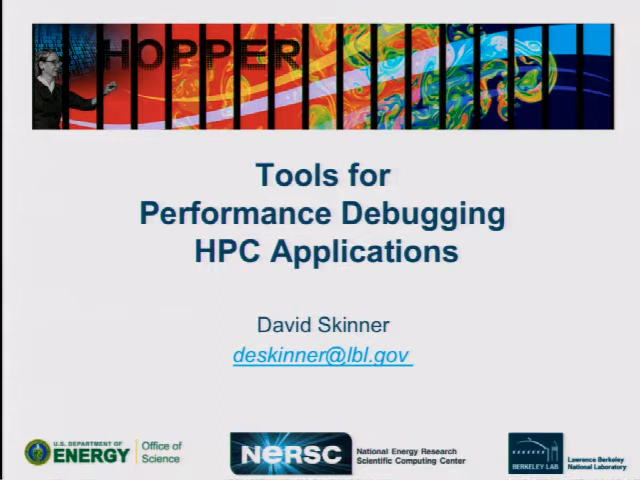 HOPPER
Tools for
Performance Debugging
HPC Applications
David Skinner
deskinner@lbl.gov
U.S. DEPARTMENT OF
ENERGY
Office of
Science
NERSC
National Energy Research
Scientific Computing Center
BERKELEY LAB
Lawrence Berkeley
National Laboratory